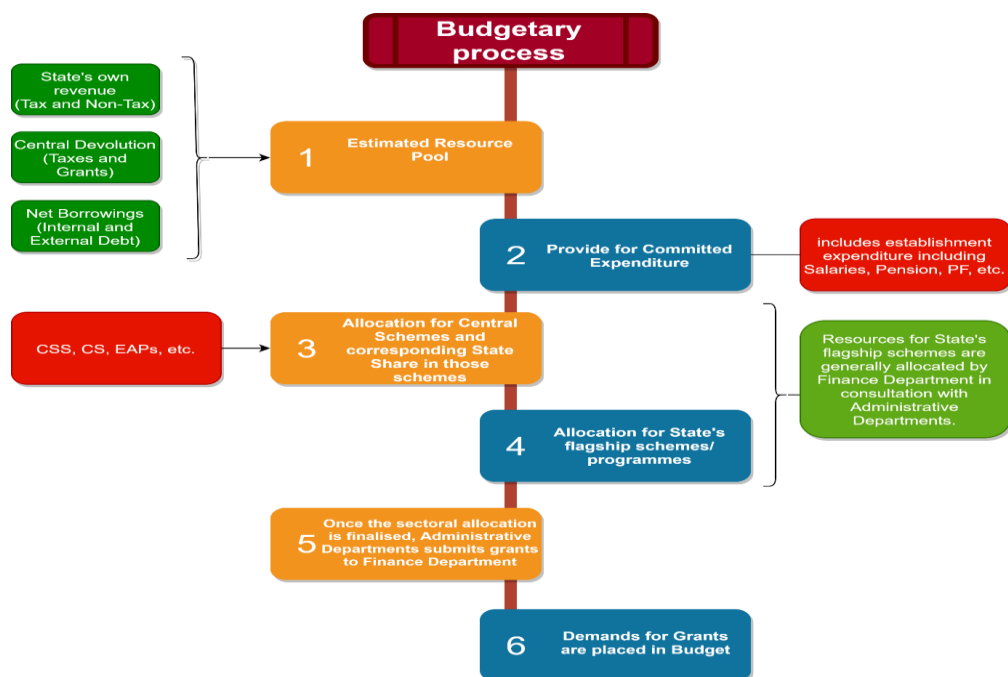 Budgetary
process
State's own
revenue
(Tax and Non-Tax)
Central Devolution
(Taxes and
Grants)
Net Borrowings
(Internal and
External Debt)
1
Estimated Resource
Pool
2
Provide for Committed
Expenditure
includes establishment
expenditure including
Salaries, Pension, PF, etc.
CSS, CS, EAPs, etc.
3
Allocation for Central
Schemes and
corresponding State
Share in those
schemes
Resources for State's
flagship schemes are
generally allocated by
Finance Department in
consultation with
Administrative
Departments.
4
Allocation for State's
flagship schemes/
programmes
5
Once the sectoral allocation
is finalised, Administrative
Departments submits grants
to Finance Department
6
Demands for Grants
are placed in Budget